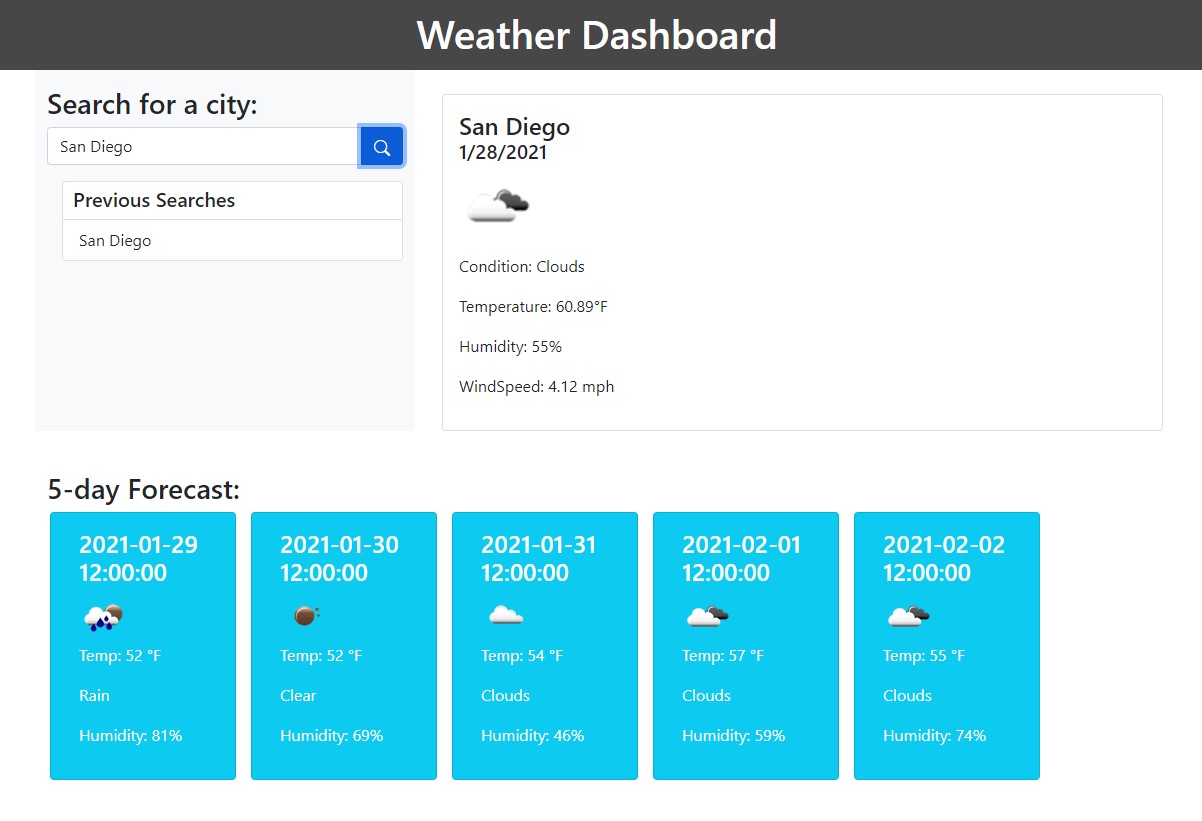 Weather Dashboard
Search for a city:
San Diego
Previous Searches
San Diego
San Diego
1/28/2021
Condition: Clouds
Temperature: 60.89°F
Humidity: 55%
WindSpeed: 4.12 mph
5-day Forecast:
2021-01-29
12:00:00
Temp: 52 °F
Rain
Humidity: 81%
2021-01-30
12:00:00
Temp: 52 °F
Clear
Humidity: 69%
2021-01-31
12:00:00
Temp: 54 °F
Clouds
Humidity: 46%
2021-02-01
12:00:00
Temp: 57 °F
Clouds
Humidity: 59%
2021-02-02
12:00:00
Temp: 55 °F
Clouds
Humidity: 74%